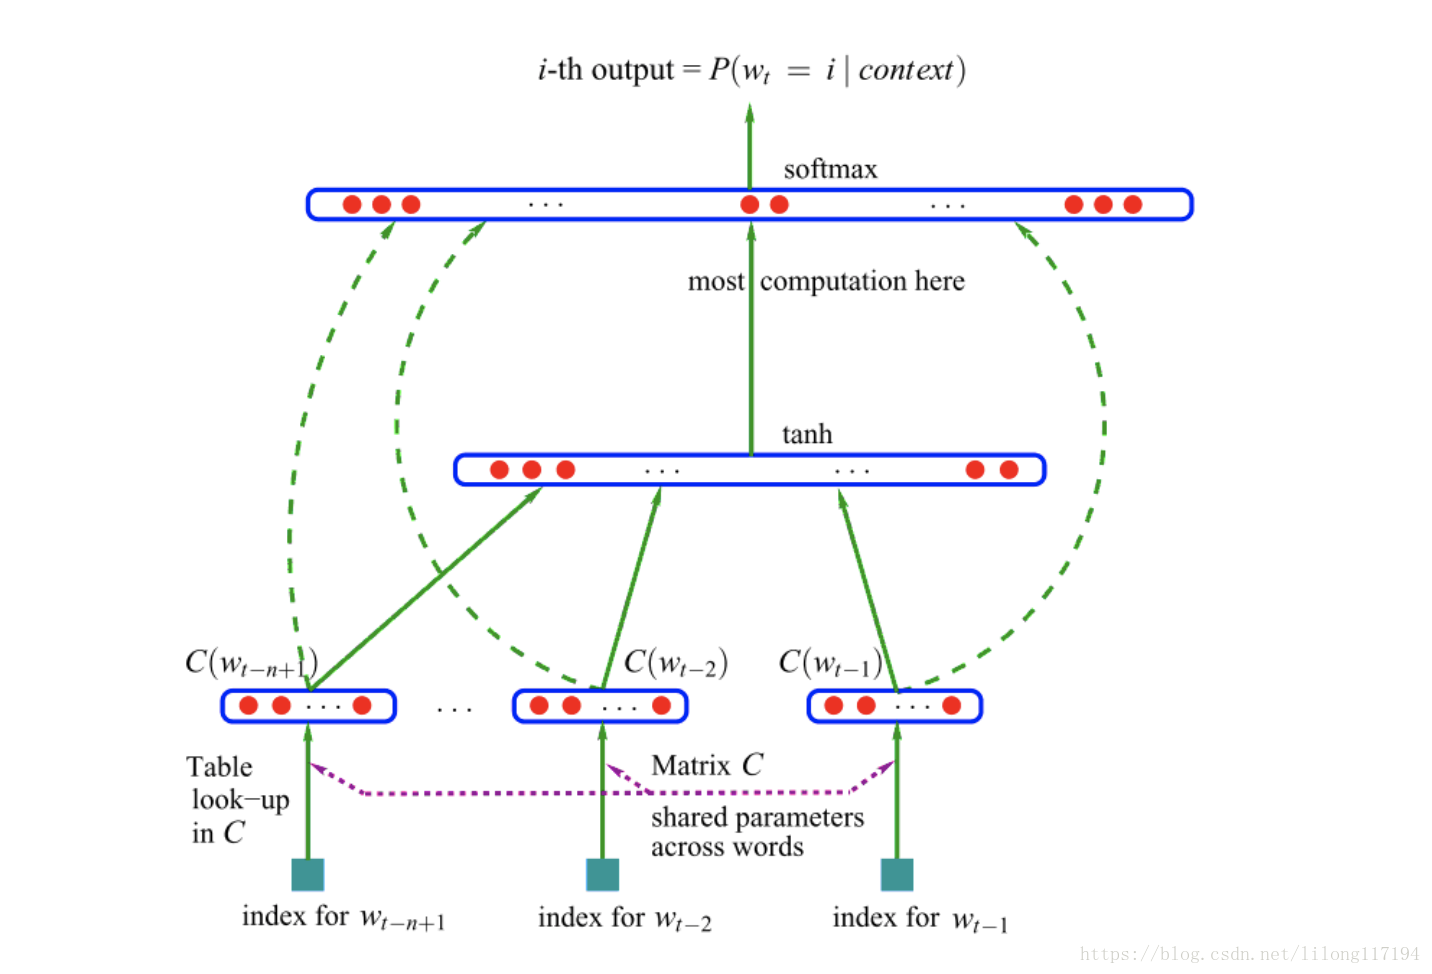 i-th output = P(w_t = i | context)
softmax
. . .
. . .
most computation here
tanh
. . .
. . .
C(w_{t−n+1})
C(w_{t−2})
C(w_{t−1})
. . .
. . .
. . .
. . .
Table
look−up
in C
Matrix C
shared parameters
across words
index for w_{t−n+1}
index for w_{t−2}
index for w_{t−1}
https://blog.csdn.net/lilong117194